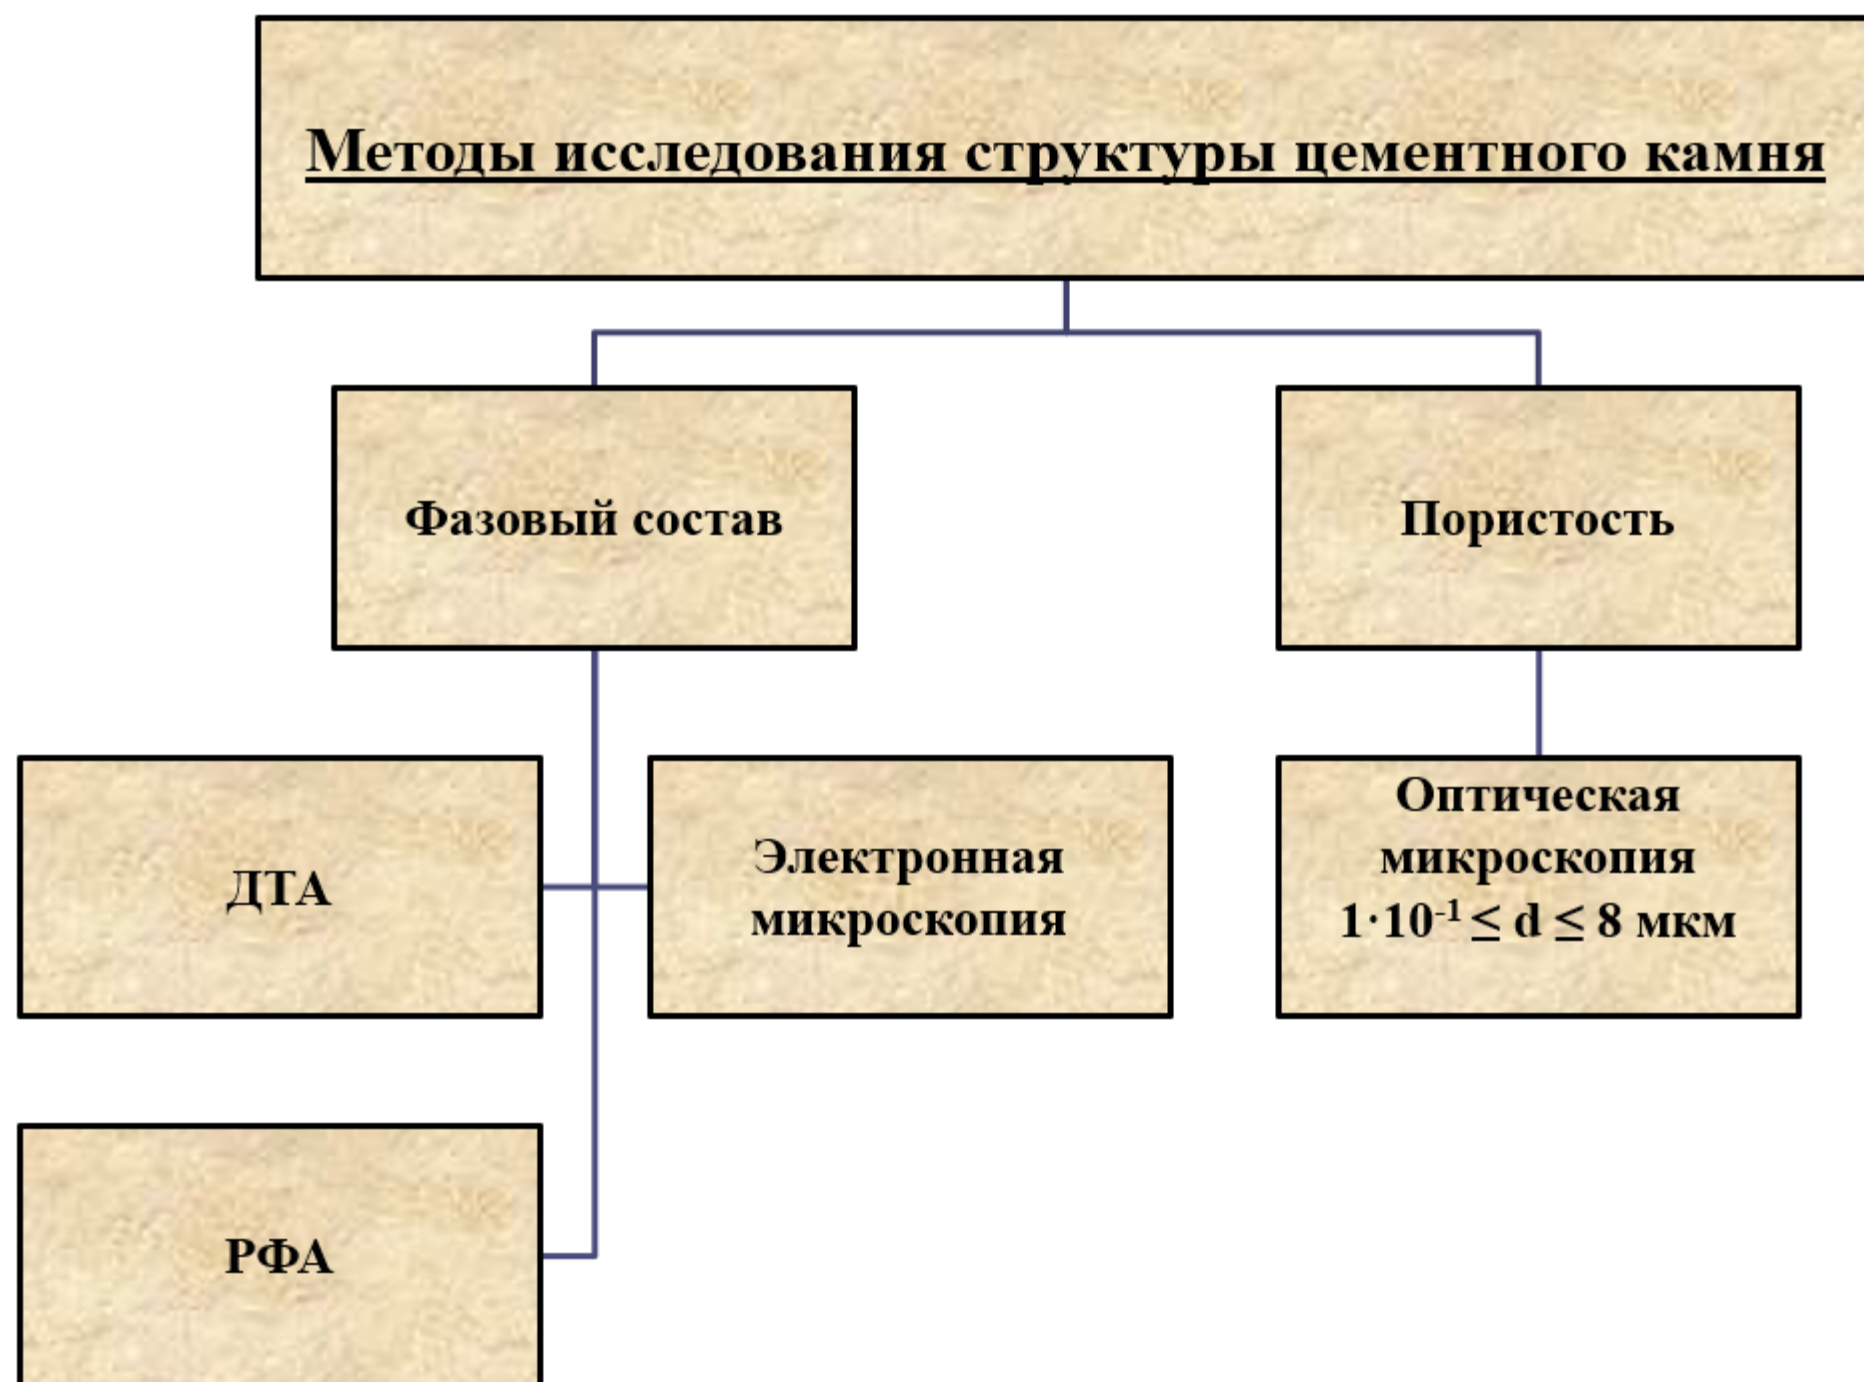 Методы исследования структуры цементного камня
Фазовый состав
Пористость
ДТА
Электронная
микроскопия
Оптическая
микроскопия
1·10⁻¹ ≤ d ≤ 8 мкм
РФА